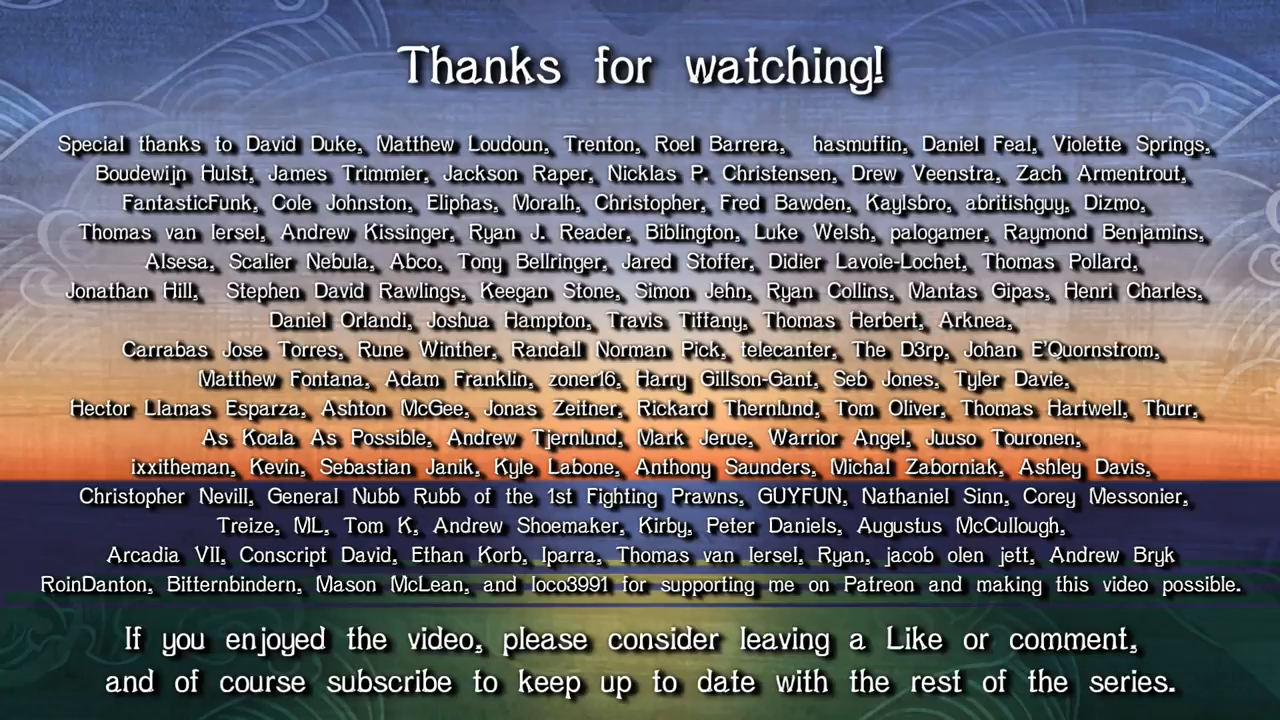 Thanks for watching!
Special thanks to David Duke, Matthew Loudoun, Trenton, Roel Barrera, hasmuffin, Daniel Feal, Violette Springs,
Boudewijn Hulst, James Trimmier, Jackson Raper, Nicklas P. Christensen, Drew Veenstra, Zach Armentrout,
FantasticFunk, Cole Johnston, Eliphas, Moralh, Christopher, Fred Bawden, Kaylsbro, abritishguy, Dizmo,
Thomas van Iersel, Andrew Kissinger, Ryan J. Reader, Biblington, Luke Welsh, palogamer, Raymond Benjamins,
Alsesa, Scalier Nebula, Abco, Tony Bellringer, Jared Stoffer, Didier Lavoie-Lochet, Thomas Pollard,
Jonathan Hill, Stephen David Rawlings, Keegan Stone, Simon Jehn, Ryan Collins, Mantas Gipas, Henri Charles,
Daniel Orlandi, Joshua Hampton, Travis Tiffany, Thomas Herbert, Arknea,
Carrabas Jose Torres, Rune Winther, Randall Norman Pick, telecanter, The D3rp, Johan E'Quornstrom,
Matthew Fontana, Adam Franklin, zoner16, Harry Gillson-Gant, Seb Jones, Tyler Davie,
Hector Llamas Esparza, Ashton McGee, Jonas Zeitner, Rickard Thernlund, Tom Oliver, Thomas Hartwell, Thurr,
As Koala As Possible, Andrew Tjernlund, Mark Jerue, Warrior Angel, Juuso Touronen,
ixxitheman, Kevin, Sebastian Janik, Kyle Labone, Anthony Saunders, Michal Zaborniak, Ashley Davis,
Christopher Nevill, General Nubb Rubb of the 1st Fighting Prawns, GUYFUN, Nathaniel Sinn, Corey Messonier,
Treize, ML, Tom K, Andrew Shoemaker, Kirby, Peter Daniels, Augustus McCullough,
Arcadia VII, Conscript David, Ethan Korb, Iparra, Thomas van Iersel, Ryan, jacob olen jett, Andrew Bryk
RoinDanton, Bitternbindern, Mason McLean, and loco3991 for supporting me on Patreon and making this video possible.
If you enjoyed the video, please consider leaving a Like or comment,
and of course subscribe to keep up to date with the rest of the series.